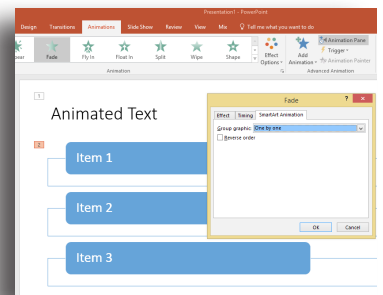 Presentation1 - PowerPoint
Design Transitions Animations Slide Show Review View Mix Tell me what you want to do
Fade Fly In Float In Split Wipe Shape
Effect Options
Add Animation
Animation Pane
Trigger
Animation Painter
Animation
Advanced Animation
1
Animated Text
2
Item 1
Item 2
Item 3
Fade ? ×
Effect Timing SmartArt Animation
Group graphic: One by one
Reverse order
OK Cancel